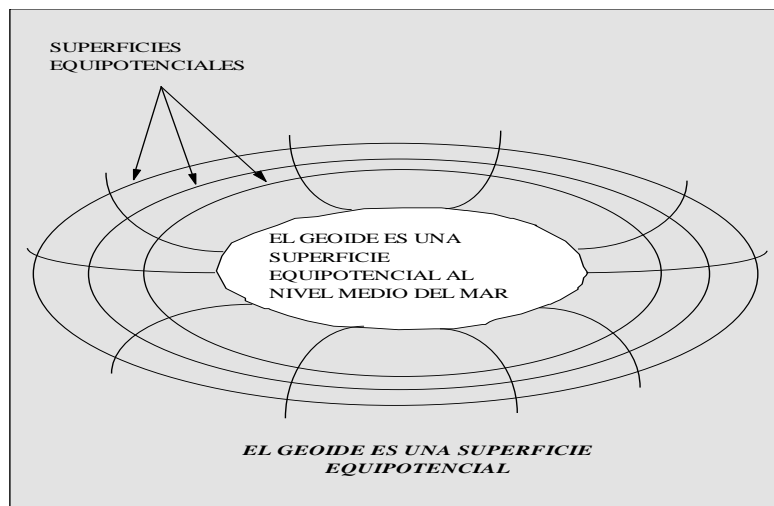 SUPERFICIES
EQUIPOTENCIALES
EL GEOIDE ES UNA
SUPERFICIE
EQUIPOTENCIAL AL
NIVEL MEDIO DEL MAR
EL GEOIDE ES UNA SUPERFICIE
EQUIPOTENCIAL